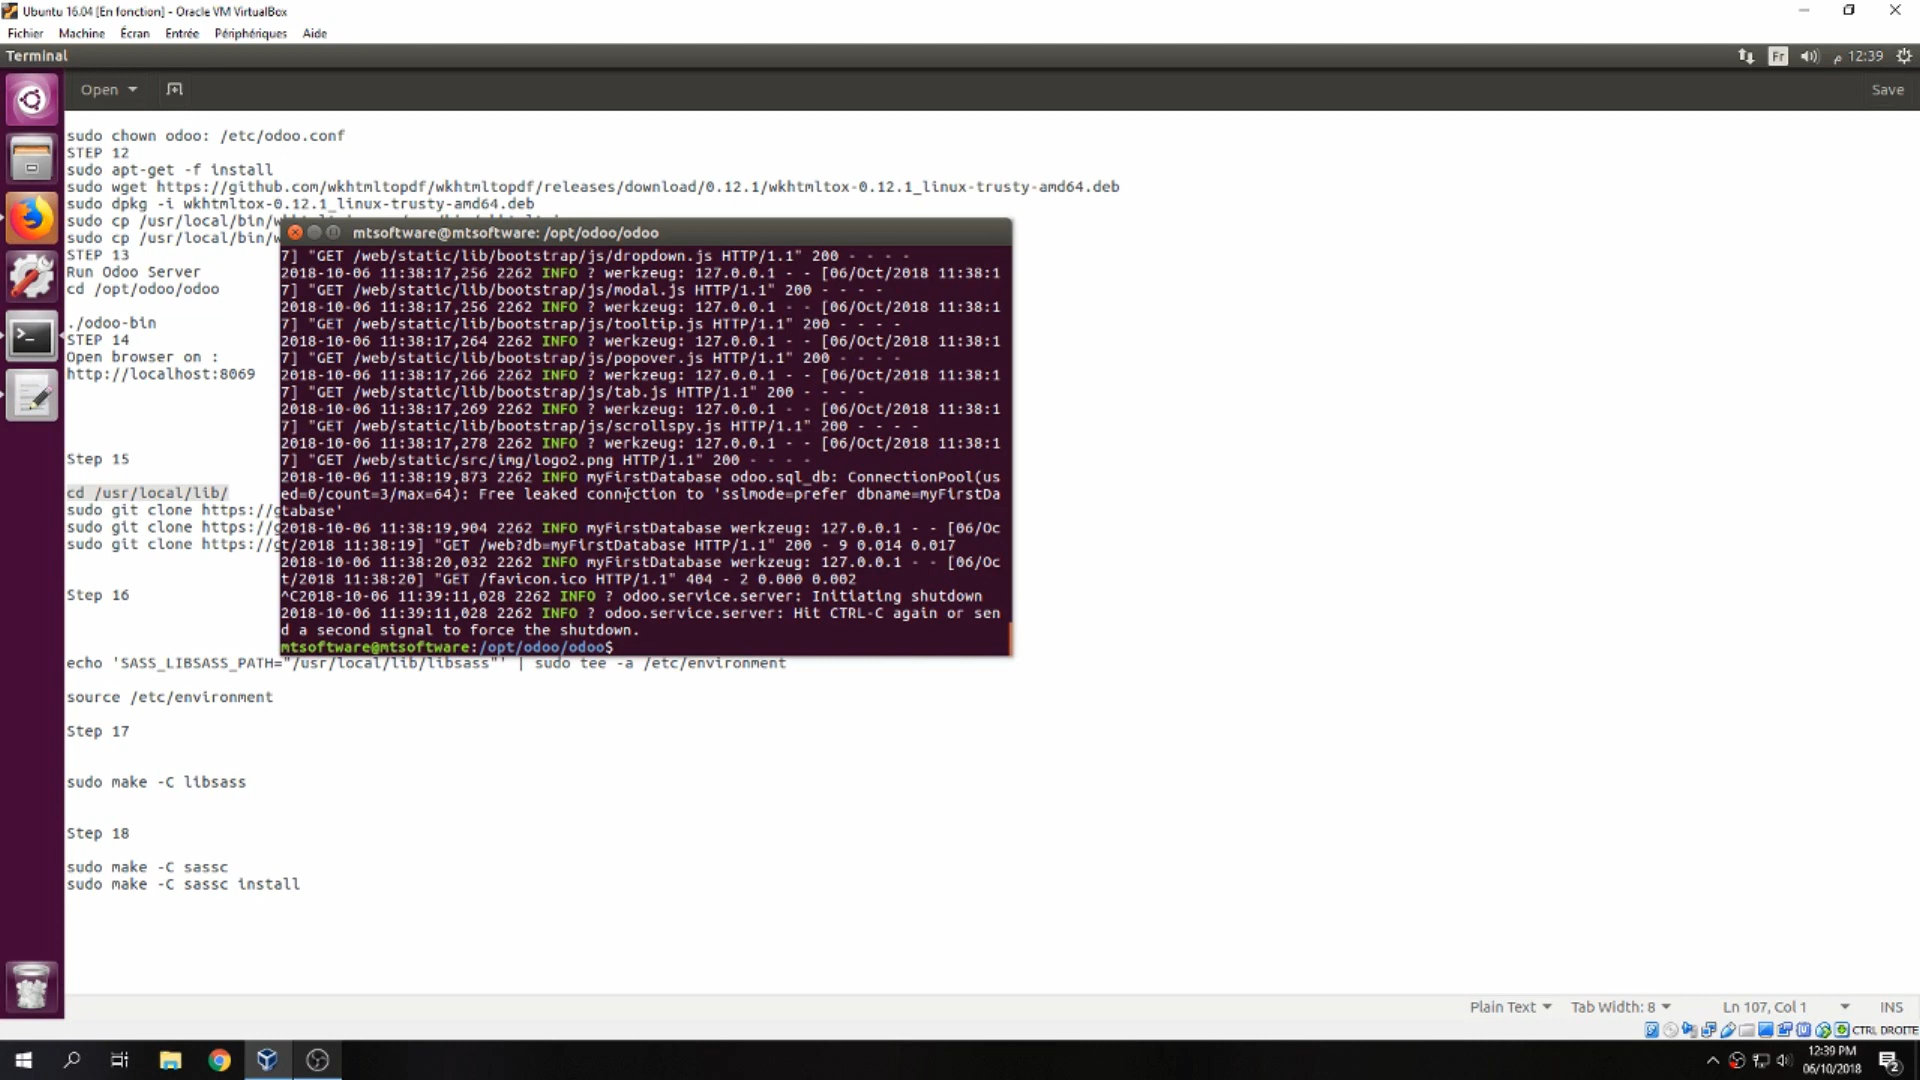 Ubuntu 16.04 [En fonction] - Oracle VM VirtualBox
Fichier Machine Écran Entrée Périphériques Aide
Terminal
Fr
م 12:39
Open
Save
sudo chown odoo: /etc/odoo.conf
STEP 12
sudo apt-get -f install
sudo wget https://github.com/wkhtmltopdf/wkhtmltopdf/releases/download/0.12.1/wkhtmltox-0.12.1_linux-trusty-amd64.deb
sudo dpkg -i wkhtmltox-0.12.1_linux-trusty-amd64.deb
sudo cp /usr/local/bin/
sudo cp /usr/local/bin/
STEP 13
Run Odoo Server
cd /opt/odoo/odoo
./odoo-bin
STEP 14
Open browser on :
http://localhost:8069
Step 15
cd /usr/local/lib/
sudo git clone https://g
sudo git clone https://g
sudo git clone https://g
Step 16
echo 'SASS_LIBSASS_PATH="/usr/local/lib/libsass"' | sudo tee -a /etc/environment
source /etc/environment
Step 17
sudo make -C libsass
Step 18
sudo make -C sassc
sudo make -C sassc install
mtsoftware@mtsoftware: /opt/odoo/odoo
7] "GET /web/static/lib/bootstrap/js/dropdown.js HTTP/1.1" 200 - - - -
2018-10-06 11:38:17,256 2262 INFO ? werkzeug: 127.0.0.1 - - [06/Oct/2018 11:38:1
7] "GET /web/static/lib/bootstrap/js/modal.js HTTP/1.1" 200 - - - -
2018-10-06 11:38:17,256 2262 INFO ? werkzeug: 127.0.0.1 - - [06/Oct/2018 11:38:1
7] "GET /web/static/lib/bootstrap/js/tooltip.js HTTP/1.1" 200 - - - -
2018-10-06 11:38:17,264 2262 INFO ? werkzeug: 127.0.0.1 - - [06/Oct/2018 11:38:1
7] "GET /web/static/lib/bootstrap/js/popover.js HTTP/1.1" 200 - - - -
2018-10-06 11:38:17,266 2262 INFO ? werkzeug: 127.0.0.1 - - [06/Oct/2018 11:38:1
7] "GET /web/static/lib/bootstrap/js/tab.js HTTP/1.1" 200 - - - -
2018-10-06 11:38:17,269 2262 INFO ? werkzeug: 127.0.0.1 - - [06/Oct/2018 11:38:1
7] "GET /web/static/lib/bootstrap/js/scrollspy.js HTTP/1.1" 200 - - - -
2018-10-06 11:38:17,278 2262 INFO ? werkzeug: 127.0.0.1 - - [06/Oct/2018 11:38:1
7] "GET /web/static/src/img/logo2.png HTTP/1.1" 200 - - - -
2018-10-06 11:38:19,873 2262 INFO myFirstDatabase odoo.sql_db: ConnectionPool(us
ed=0/count=3/max=64): Free leaked connection to 'sslmode=prefer dbname=myFirstDa
tabase'
2018-10-06 11:38:19,904 2262 INFO myFirstDatabase werkzeug: 127.0.0.1 - - [06/Oc
t/2018 11:38:19] "GET /web?db=myFirstDatabase HTTP/1.1" 200 - 9 0.014 0.017
2018-10-06 11:38:20,032 2262 INFO myFirstDatabase werkzeug: 127.0.0.1 - - [06/Oc
t/2018 11:38:20] "GET /favicon.ico HTTP/1.1" 404 - 2 0.000 0.002
^C2018-10-06 11:39:11,028 2262 INFO ? odoo.service.server: Initiating shutdown
2018-10-06 11:39:11,028 2262 INFO ? odoo.service.server: Hit CTRL-C again or sen
d a second signal to force the shutdown.
mtsoftware@mtsoftware:/opt/odoo/odoo$
Plain Text Tab Width: 8 Ln 107, Col 1 INS
CTRL DROITE
12:39 PM
06/10/2018
2